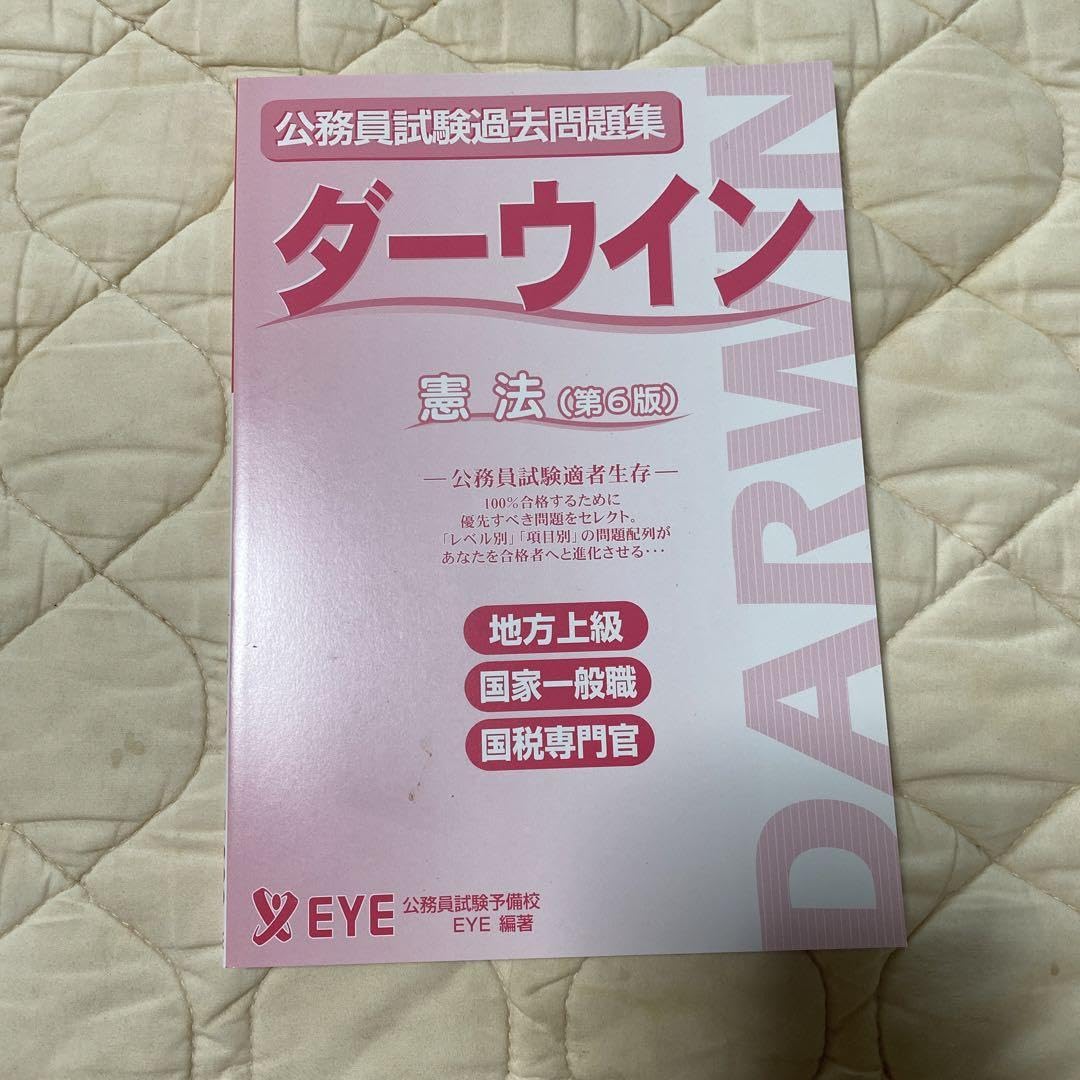 公務員試験過去問題集
ダーウイン
DARWIN
憲法(第6版)
―公務員試験適者生存―
100%合格するために
優先すべき問題をセレクト。
「レベル別」「項目別」の問題配列が
あなたを合格者へと進化させる・・・
地方上級
国家一般職
国税専門官
EYE 公務員試験予備校
EYE 編著